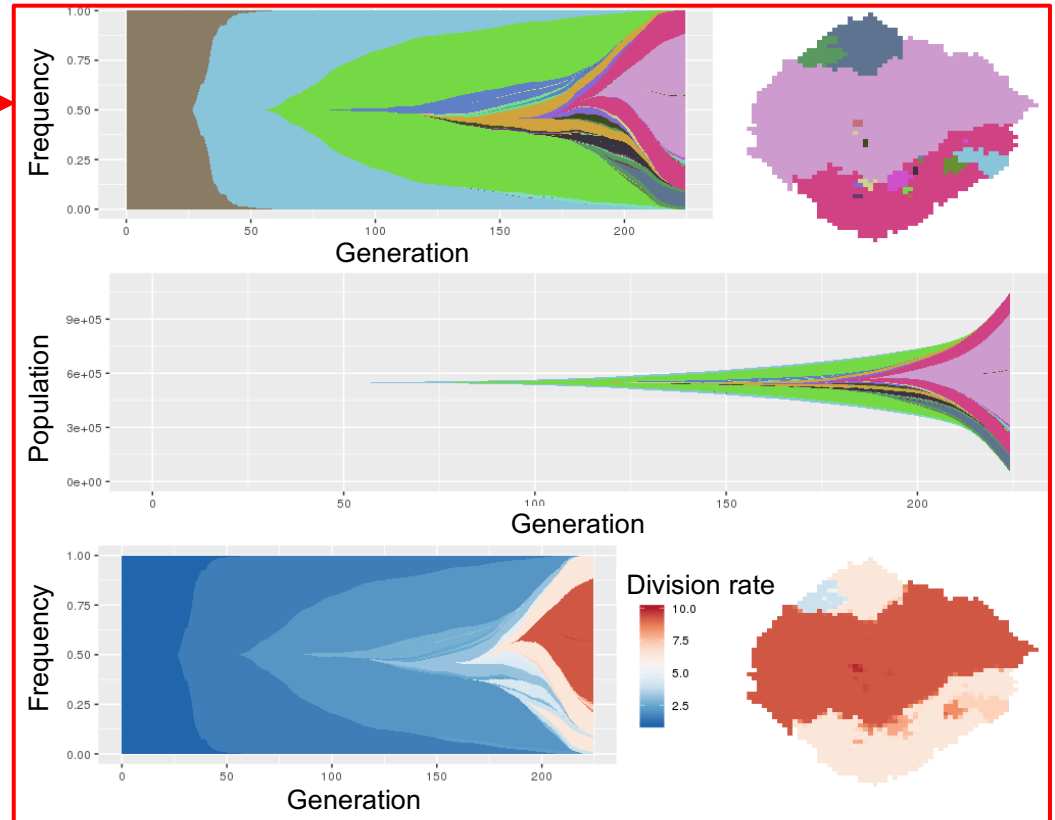 1.00
0.75
0.50
0.25
0.00
Frequency
0 50 100 150 200
Generation
9e+05
6e+05
3e+05
0e+00
Population
0 50 100 150 200
Generation
1.00
0.75
0.50
0.25
0.00
Frequency
0 50 100 150 200
Generation
Division rate
10.0
7.5
5.0
2.5